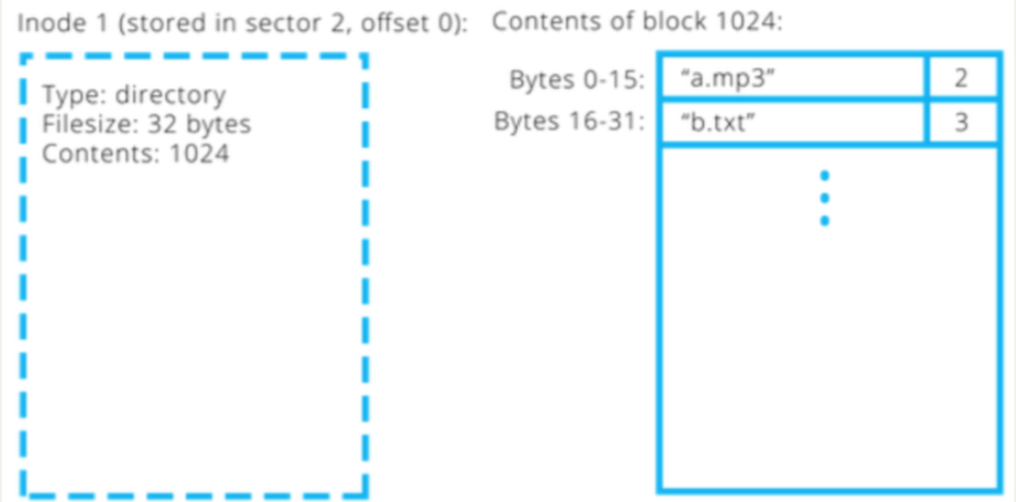 Inode 1 (stored in sector 2, offset 0):
Type: directory
Filesize: 32 bytes
Contents: 1024
Contents of block 1024:
Bytes 0-15: “a.mp3” 2
Bytes 16-31: “b.txt” 3